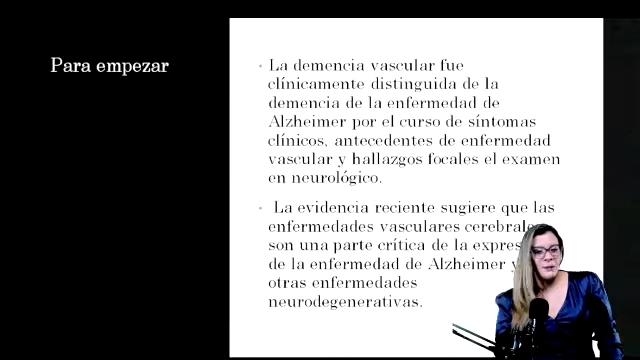 Para empezar
La demencia vascular fue
clínicamente distinguida de la
demencia de la enfermedad de
Alzheimer por el curso de síntomas
clínicos, antecedentes de enfermedad
vascular y hallazgos focales el examen
en neurológico.
La evidencia reciente sugiere que las
enfermedades vasculares
son una parte crítica de la
de la enfermedad de Alzheimer y
otras enfermedades
neurodegenerativas.